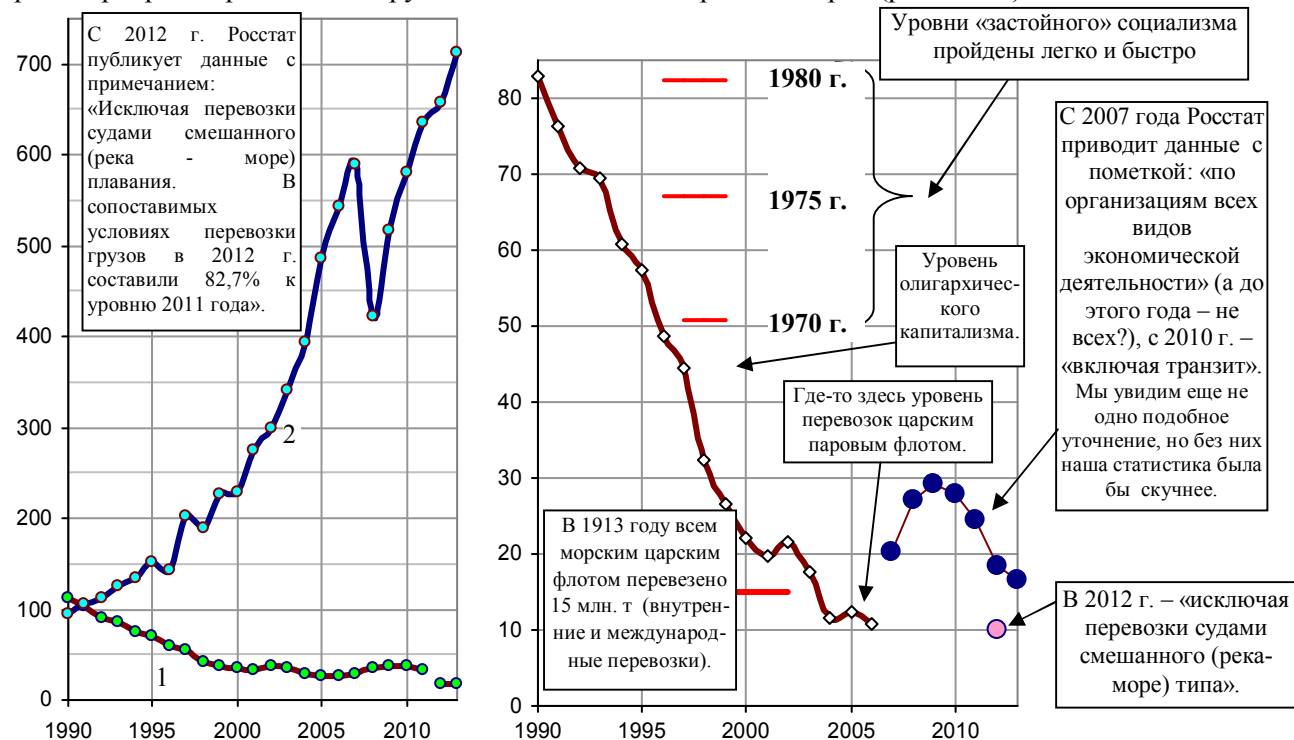 700
600
500
400
300
200
100
0
1990
1995
2000
2005
2010
С 2012 г. Росстат
публикует данные с
примечанием:
«Исключая перевозки
судами смешанного
(река - море)
плавания. В
сопоставимых
условиях перевозки
грузов в 2012 г.
составили 82,7% к
уровню 2011 года».
2
1
80
70
60
50
40
30
20
10
0
1990
1995
2000
2005
2010
Уровни «застойного» социализма
пройдены легко и быстро
1980 г.
1975 г.
1970 г.
Уровень
олигархичес-
кого
капитализма.
Где-то здесь уровень
перевозок царским
паровым флотом.
В 1913 году всем
морским царским
флотом перевезено
15 млн. т (внутрен-
ние и международ-
ные перевозки).
С 2007 года Росстат
приводит данные с
пометкой: «по
организациям всех
видов
экономической
деятельности» (а до
этого года – не
всех?), с 2010 г. –
«включая транзит».
Мы увидим еще не
одно подобное
уточнение, но без них
наша статистика была
бы скучнее.
В 2012 г. – «исключая
перевозки судами
смешанного (река-
море) типа».